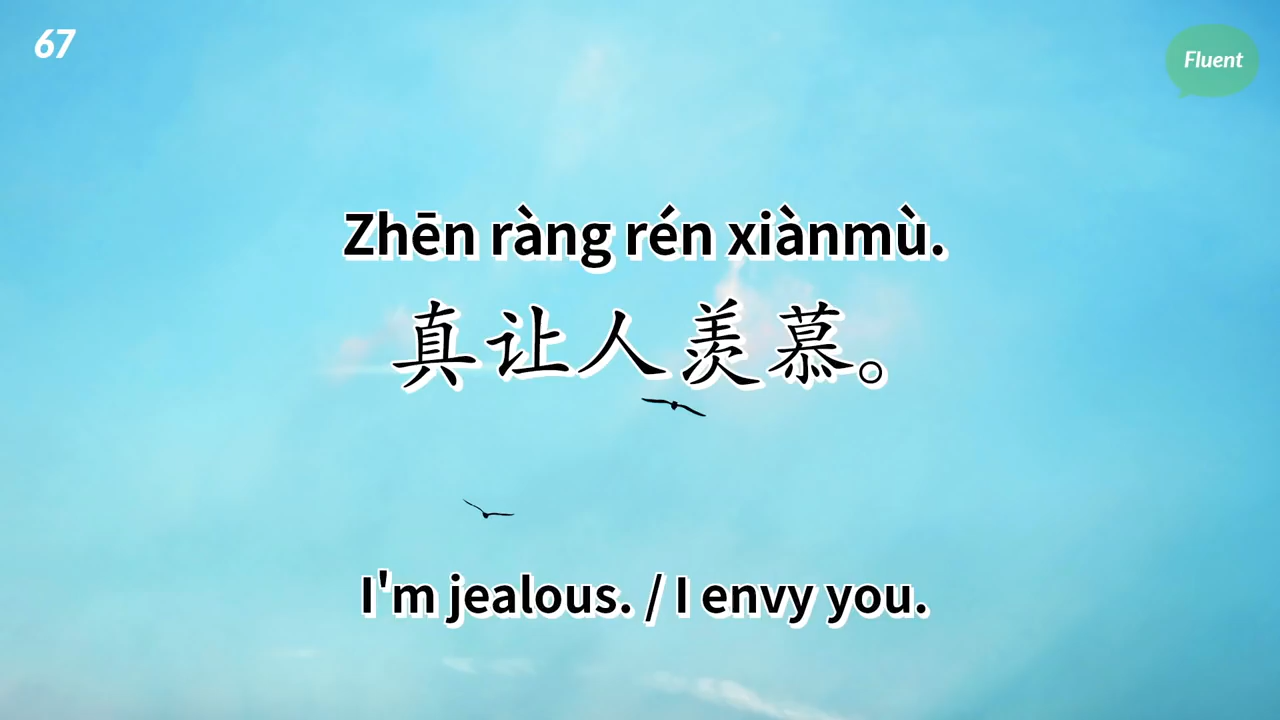 67
Fluent
Zhēn ràng rén xiànmù.
真让人羡慕。
I'm jealous. / I envy you.